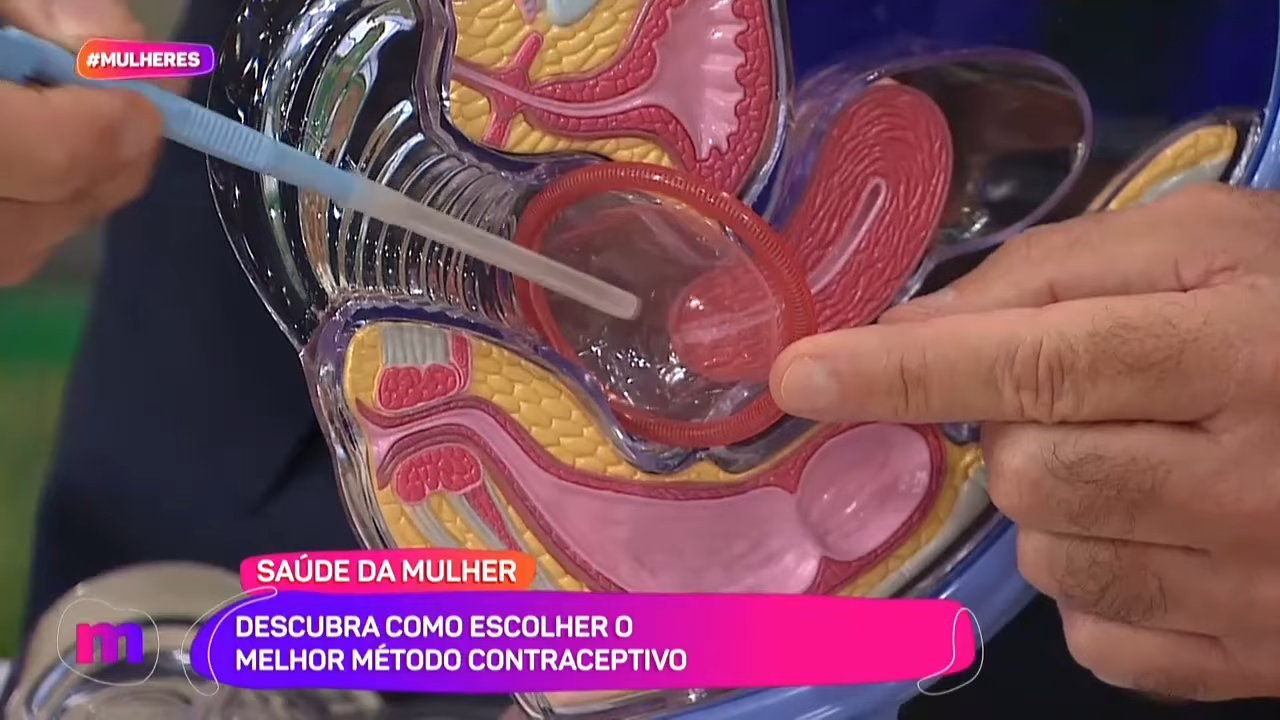 #MULHERES
SAÚDE DA MULHER
DESCUBRA COMO ESCOLHER O
MELHOR MÉTODO CONTRACEPTIVO
m